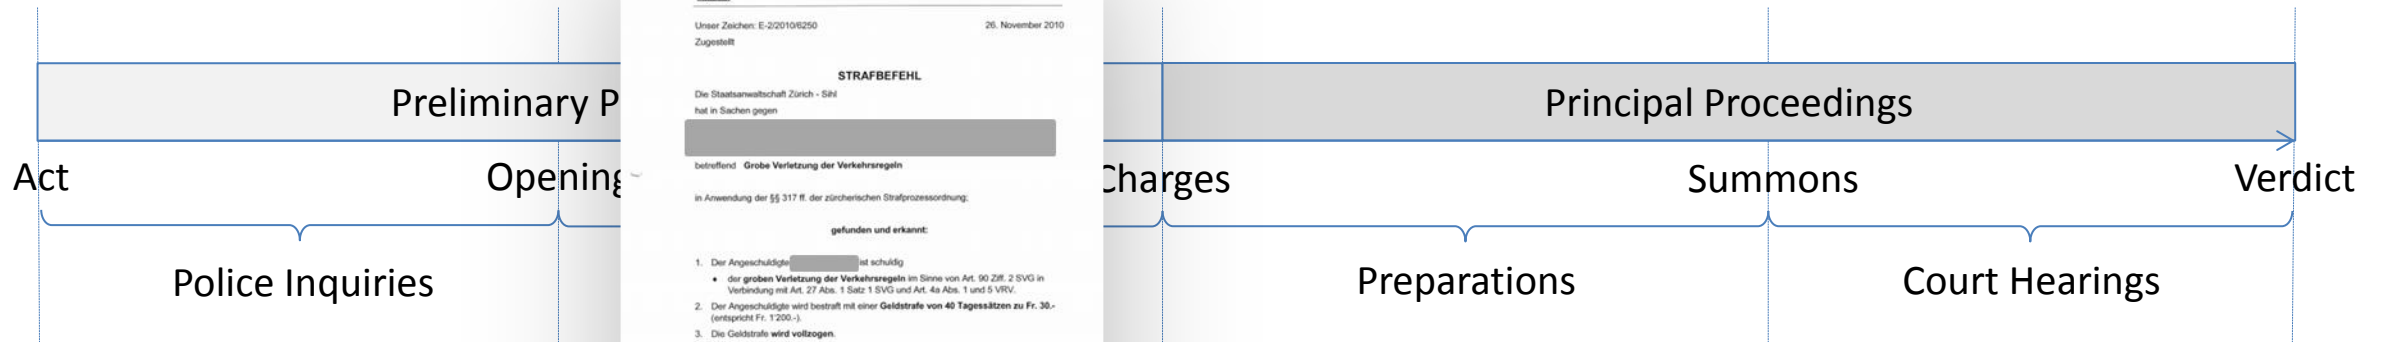 Unser Zeichen: E-2/2010/6250
26. November 2010
Zugestellt
STRAFBEFEHL
Die Staatsanwaltschaft Zürich - Sihl
hat in Sachen gegen
betreffend Grobe Verletzung der Verkehrsregeln
in Anwendung der §§ 317 ff. der zürcherischen Strafprozessordnung;
gefunden und erkannt:
1. Der Angeschuldigte ist schuldig
• der groben Verletzung der Verkehrsregeln im Sinne von Art. 90 Ziff. 2 SVG in
Verbindung mit Art. 27 Abs. 1 Satz 1 SVG und Art. 4a Abs. 1 und 5 VRV.
2. Der Angeschuldigte wird bestraft mit einer Geldstrafe von 40 Tagessätzen zu Fr. 30.-
(entspricht Fr. 1'200.-).
3. Die Geldstrafe wird vollzogen.
Preliminary P
Principal Proceedings
Act
Opening
Charges
Summons
Verdict
Police Inquiries
Preparations
Court Hearings